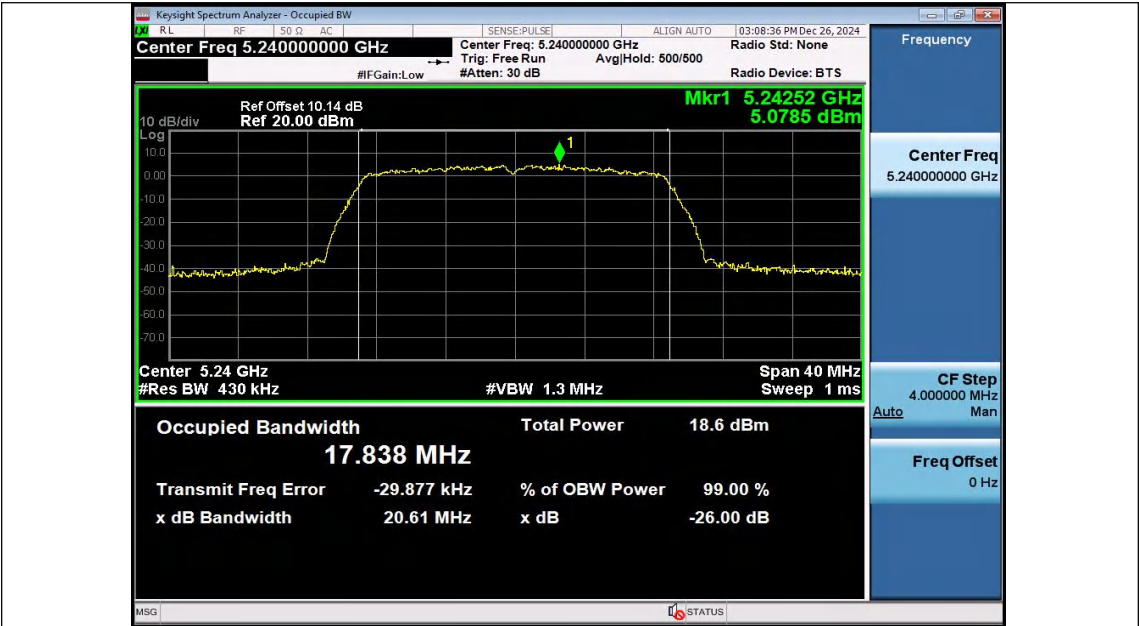 Keysight Spectrum Analyzer - Occupied BW
LXI RL RF 50 Ω AC SENSE:PULSE ALIGN AUTO 03:08:36 PM Dec 26, 2024
Center Freq 5.240000000 GHz Center Freq: 5.240000000 GHz Radio Std: None
Trig: Free Run Avg|Hold: 500/500
#IFGain:Low #Atten: 30 dB Radio Device: BTS
Ref Offset 10.14 dB Mkr1 5.24252 GHz
10 dB/div Ref 20.00 dBm 5.0785 dBm
Log
10.0
1
0.00
-10.0
-20.0
-30.0
-40.0
-50.0
-60.0
-70.0
Center 5.24 GHz Span 40 MHz
#Res BW 430 kHz #VBW 1.3 MHz Sweep 1 ms
Occupied Bandwidth Total Power 18.6 dBm
17.838 MHz
Transmit Freq Error -29.877 kHz % of OBW Power 99.00 %
x dB Bandwidth 20.61 MHz x dB -26.00 dB
MSG STATUS
Frequency
Center Freq
5.240000000 GHz
CF Step
4.000000 MHz
Auto Man
Freq Offset
0 Hz